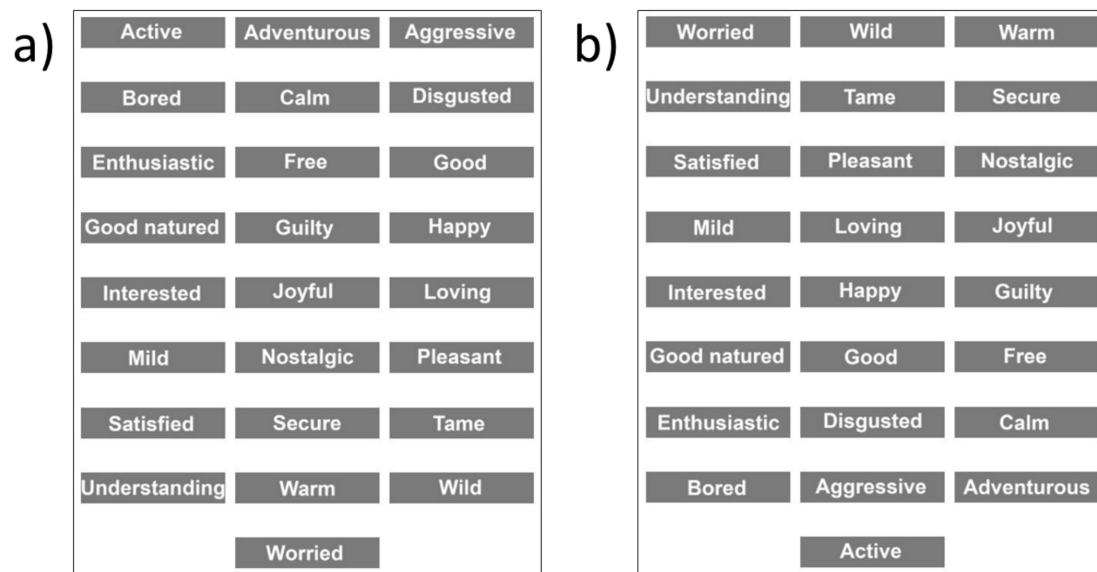 a)
Active Adventurous Aggressive
Bored Calm Disgusted
Enthusiastic Free Good
Good natured Guilty Happy
Interested Joyful Loving
Mild Nostalgic Pleasant
Satisfied Secure Tame
Understanding Warm Wild
Worried
b)
Worried Wild Warm
Understanding Tame Secure
Satisfied Pleasant Nostalgic
Mild Loving Joyful
Interested Happy Guilty
Good natured Good Free
Enthusiastic Disgusted Calm
Bored Aggressive Adventurous
Active